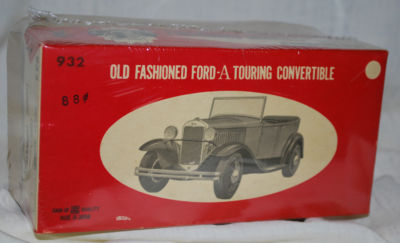 932
OLD FASHIONED FORD-A TOURING CONVERTIBLE
88¢
MADE IN JAPAN